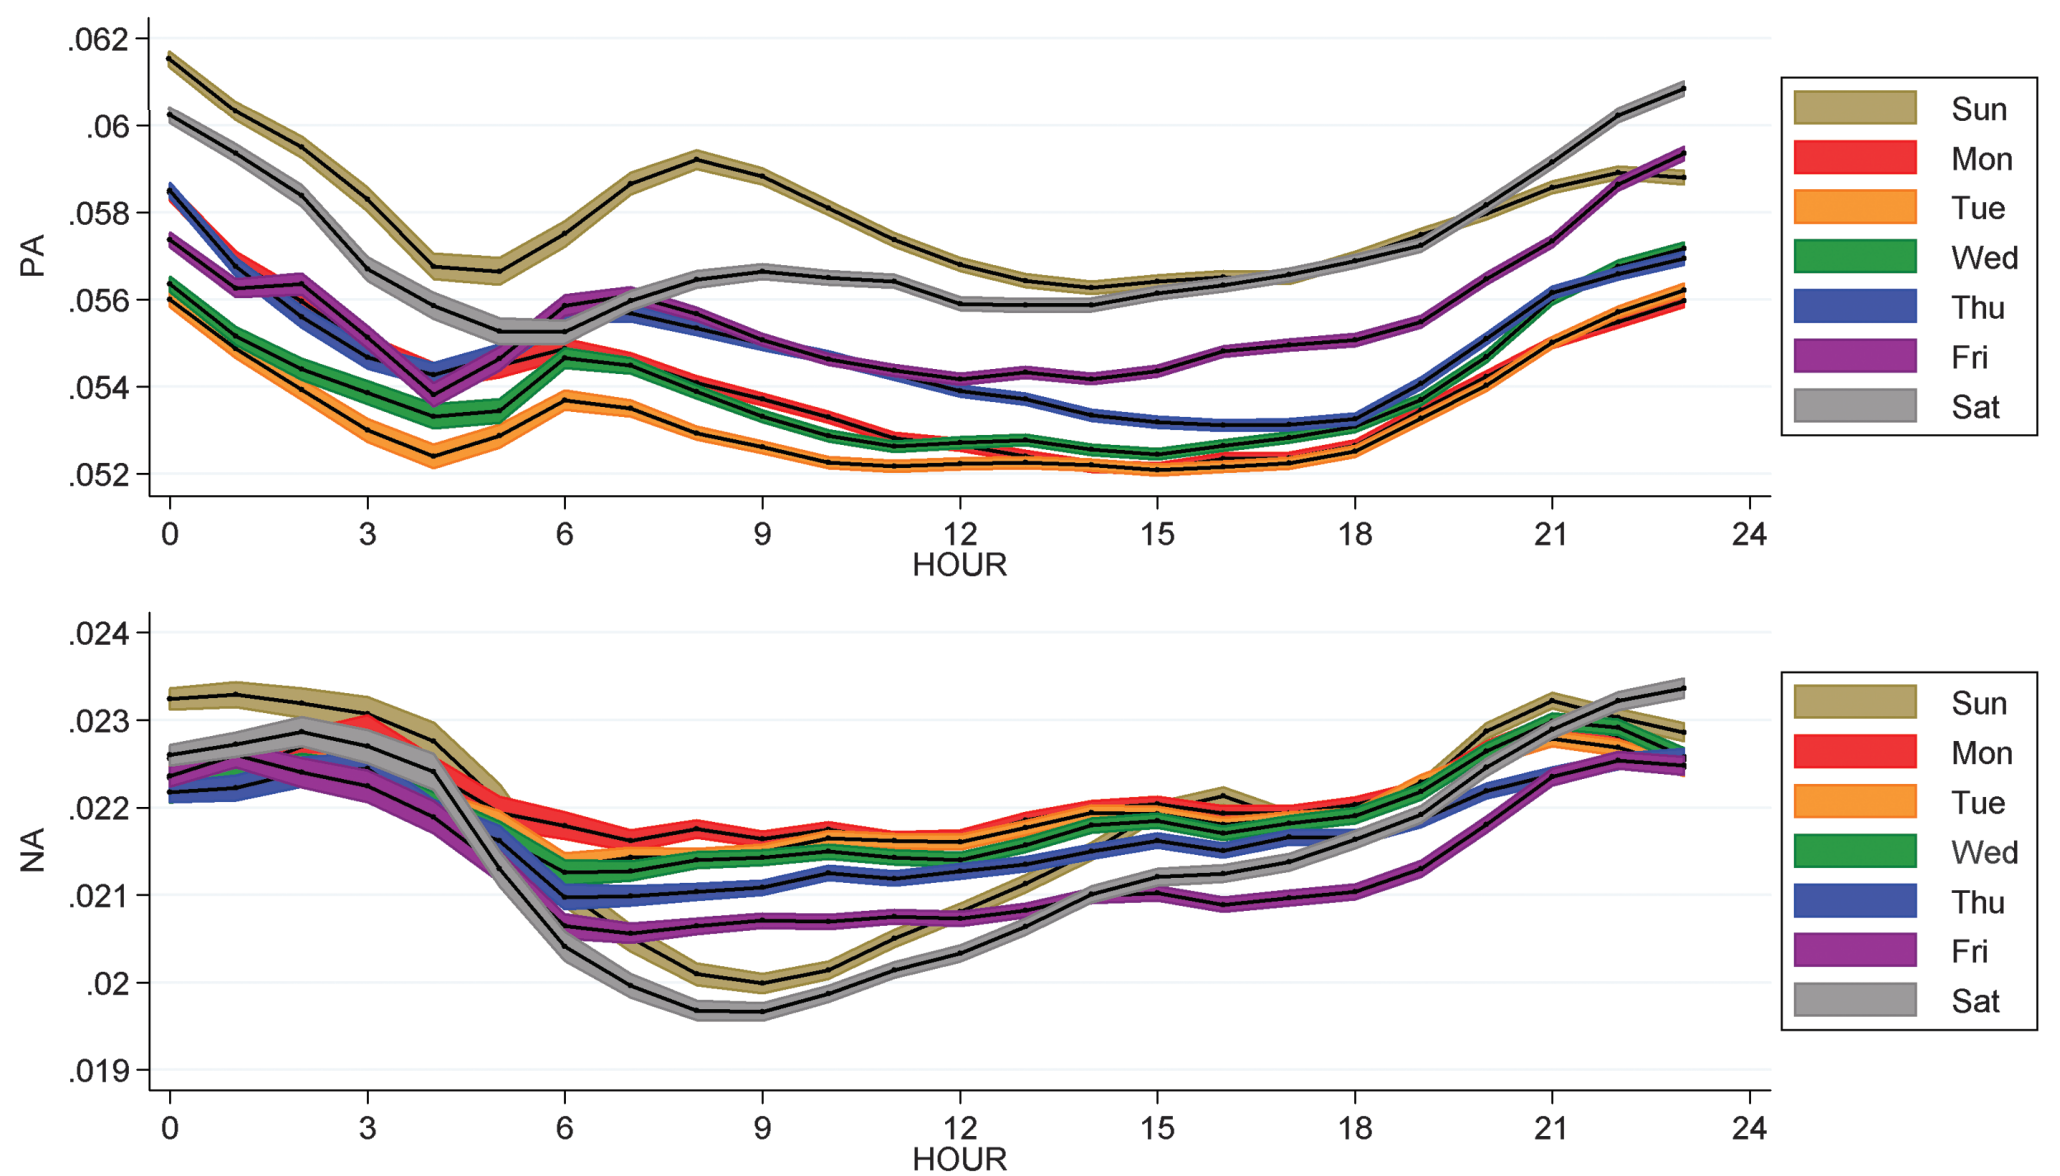 .062
.06
.058
.056
.054
.052
PA
0 3 6 9 12 15 18 21 24
HOUR
Sun
Mon
Tue
Wed
Thu
Fri
Sat
.024
.023
.022
.021
.02
.019
NA
0 3 6 9 12 15 18 21 24
HOUR
Sun
Mon
Tue
Wed
Thu
Fri
Sat